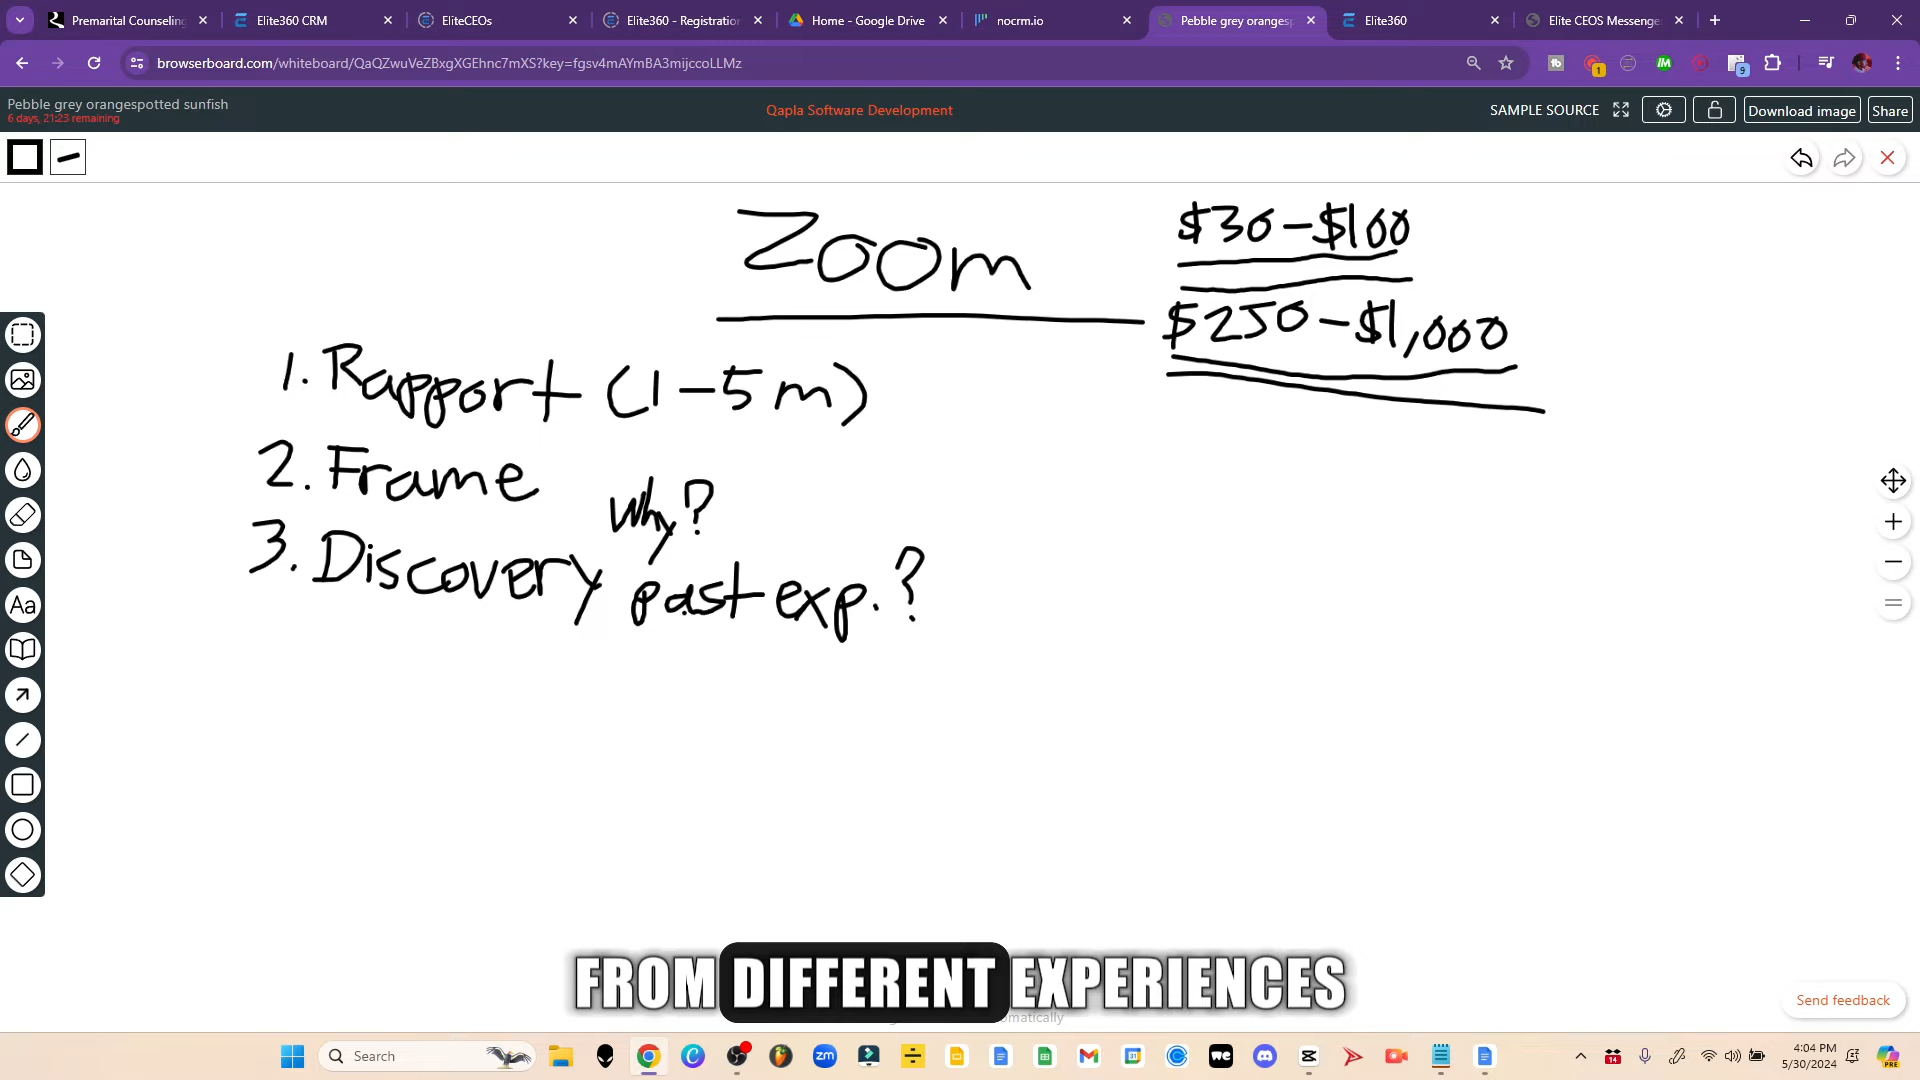 Premarital Counseling
Elite360 CRM
EliteCEOs
Elite360 - Registration
Home - Google Drive
nocrm.io
Pebble grey orangesp
Elite360
Elite CEOS Messenge
browserboard.com/whiteboard/QaQZwuVeZBxgXGEhnc7mXS?key=fgsv4mAYmBA3mijccoLLMz
Pebble grey orangespotted sunfish
6 days, 21:23 remaining
Qapla Software Development
SAMPLE SOURCE
Download image
Share
Zoom
$30-$100
$250-$1,000
1. Rapport (1-5m)
2. Frame
why?
3. Discovery past exp.?
Aa
FROM DIFFERENT EXPERIENCES
Send feedback
Search
4:04 PM
5/30/2024